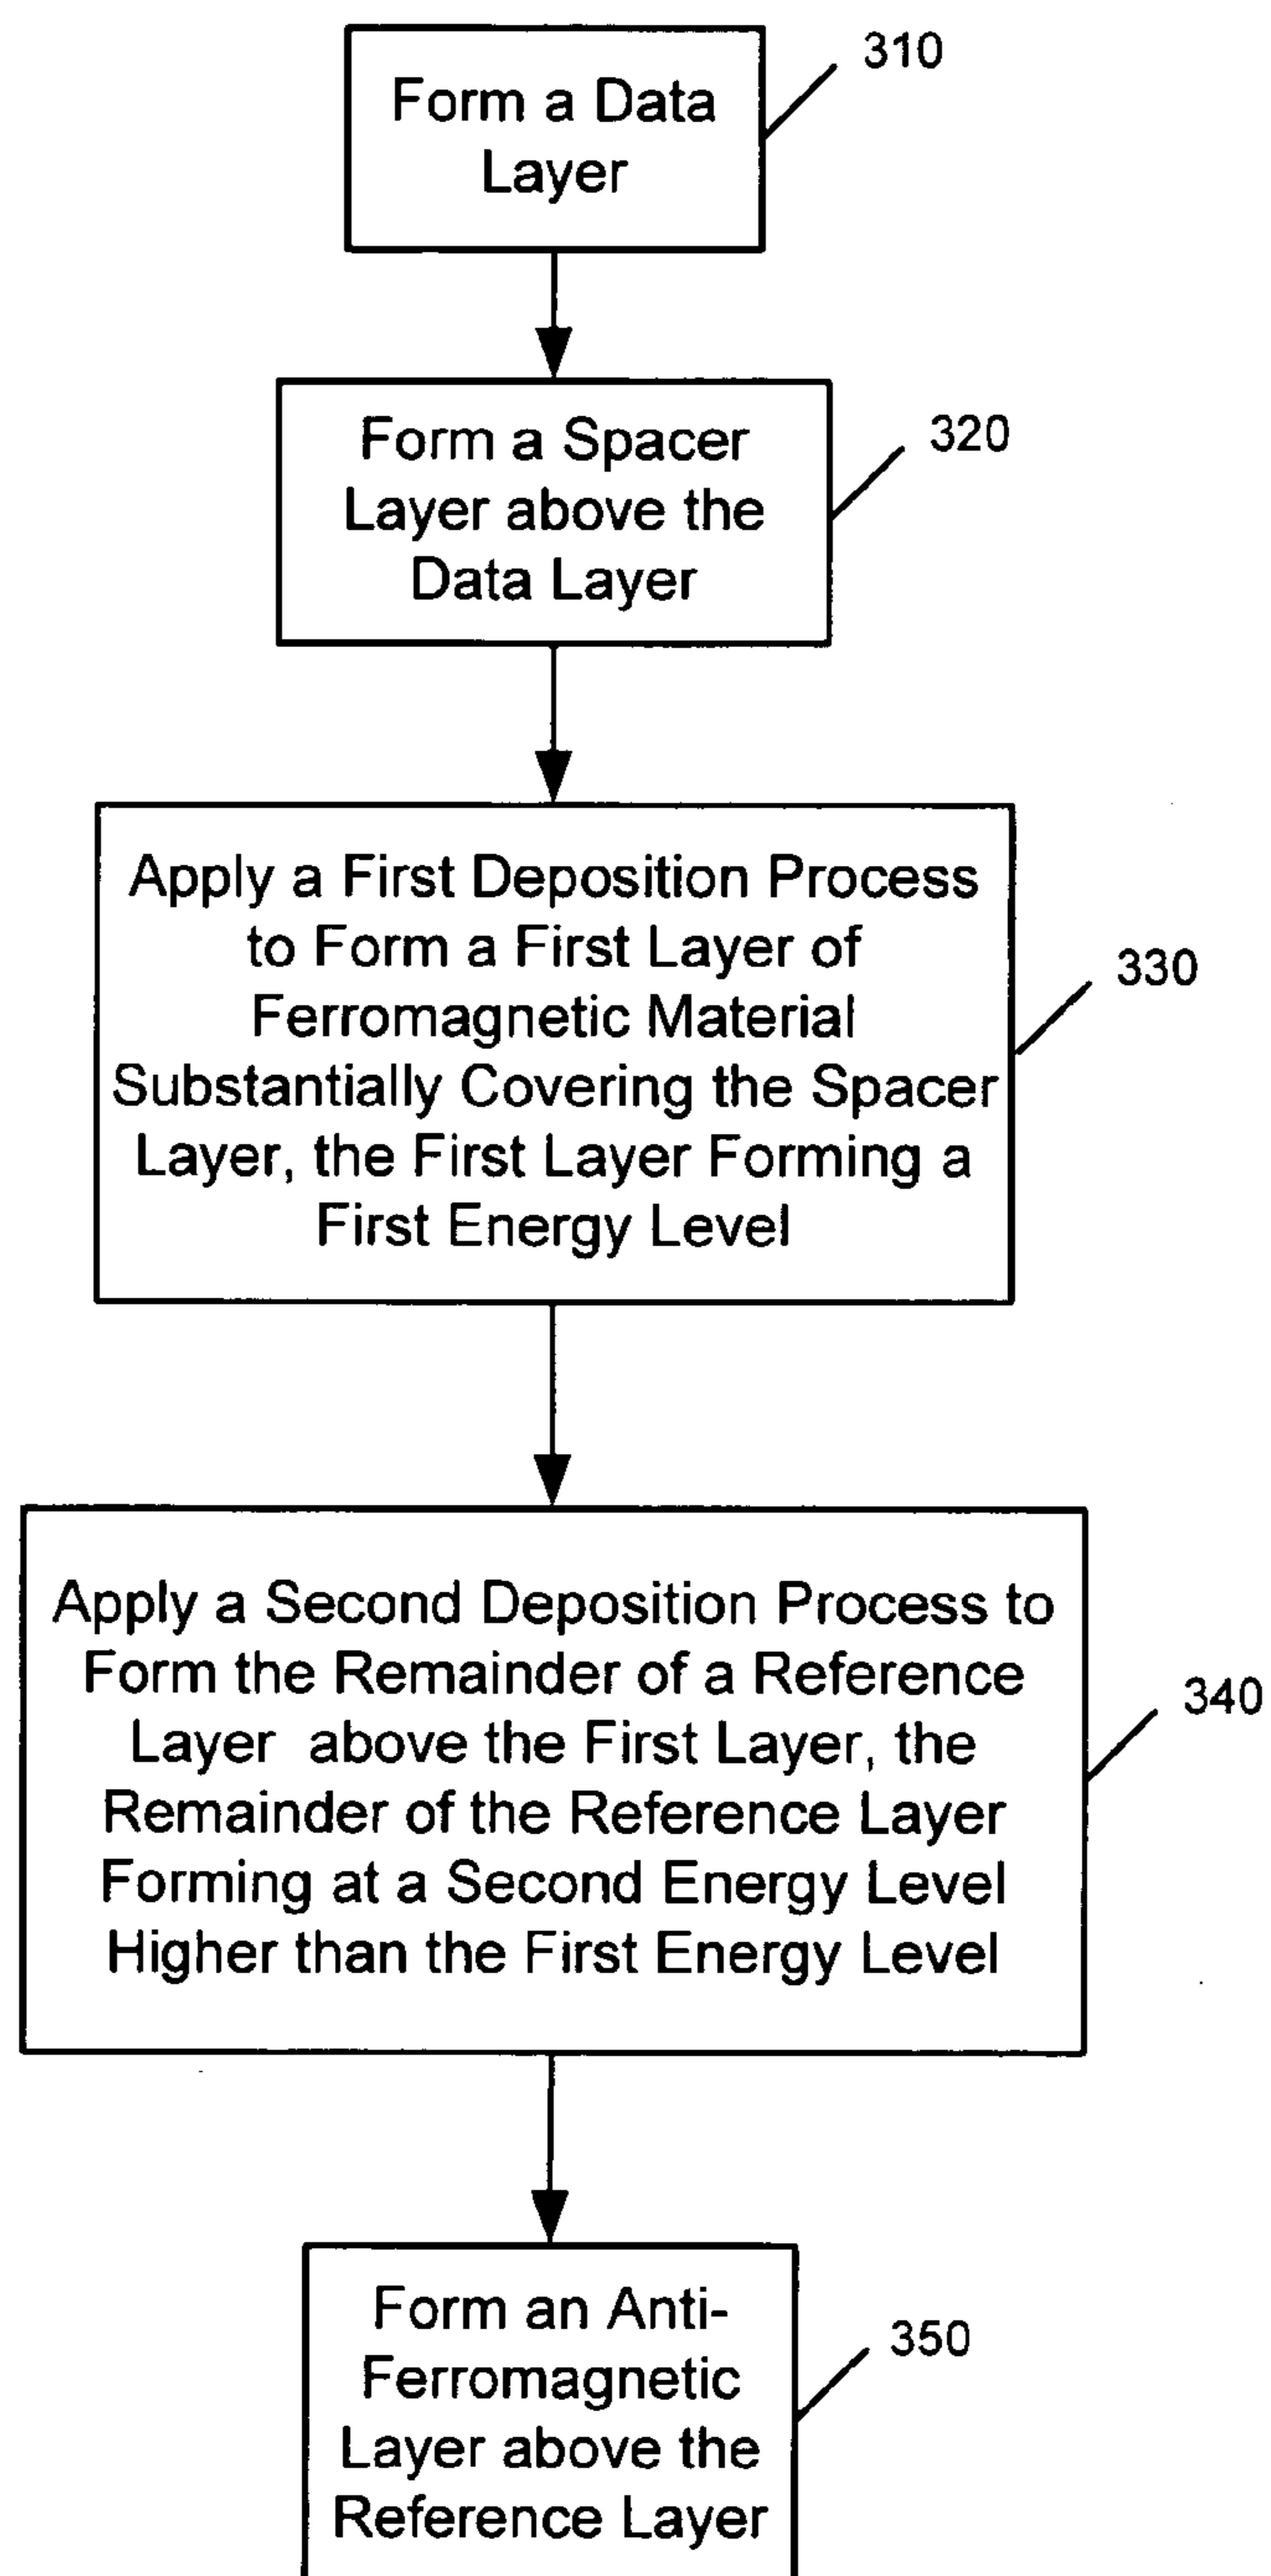 310
Form a Data
Layer
320
Form a Spacer
Layer above the
Data Layer
330
Apply a First Deposition Process
to Form a First Layer of
Ferromagnetic Material
Substantially Covering the Spacer
Layer, the First Layer Forming a
First Energy Level
340
Apply a Second Deposition Process to
Form the Remainder of a Reference
Layer above the First Layer, the
Remainder of the Reference Layer
Forming at a Second Energy Level
Higher than the First Energy Level
350
Form an Anti-
Ferromagnetic
Layer above the
Reference Layer